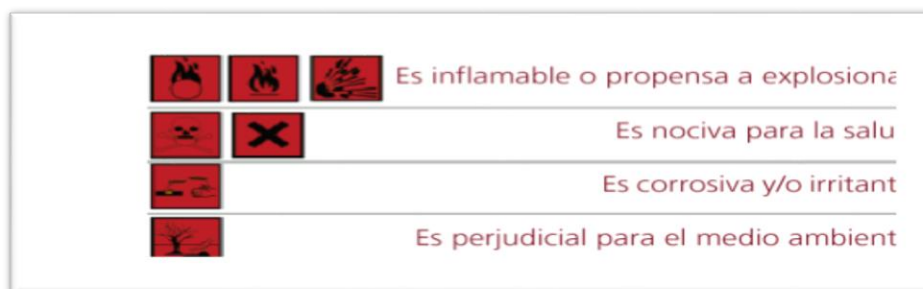 Es inflamable o propensa a explosiona
Es nociva para la salu
Es corrosiva y/o irritant
Es perjudicial para el medio ambient